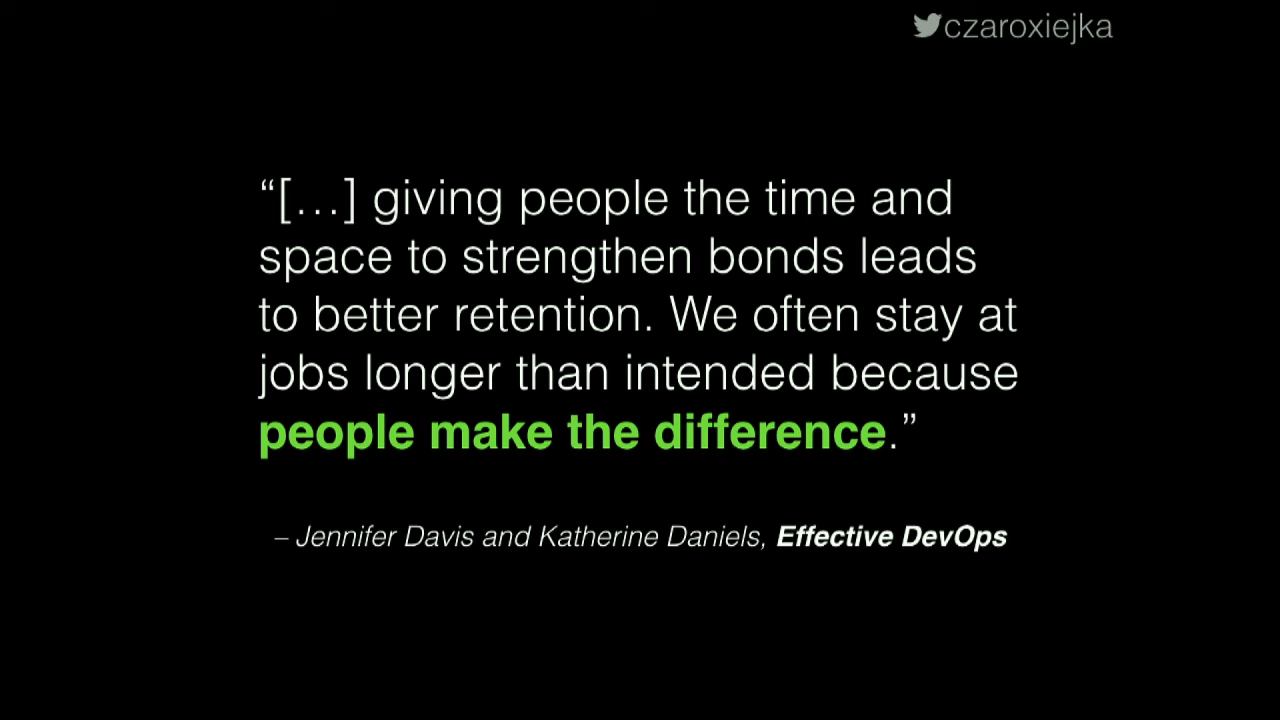 czaroxiejka
“[…] giving people the time and
space to strengthen bonds leads
to better retention. We often stay at
jobs longer than intended because
people make the difference.”
– Jennifer Davis and Katherine Daniels, Effective DevOps